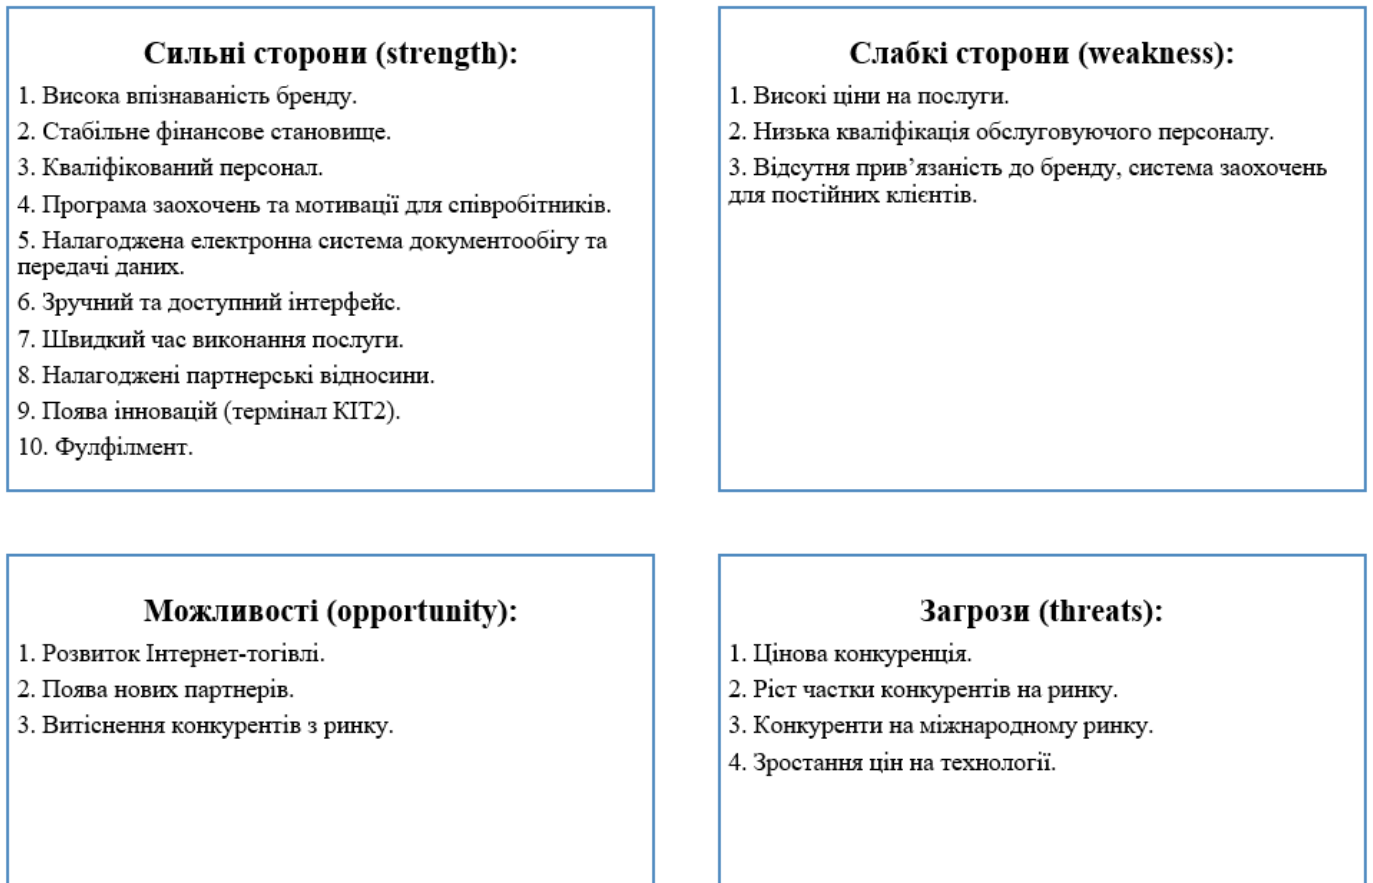 Сильні сторони (strength):
1. Висока впізнаваність бренду.
2. Стабільне фінансове становище.
3. Кваліфікований персонал.
4. Програма заохочень та мотивації для співробітників.
5. Налагоджена електронна система документообігу та
передачі даних.
6. Зручний та доступний інтерфейс.
7. Швидкий час виконання послуги.
8. Налагоджені партнерські відносини.
9. Поява інновацій (термінал КІТ2).
10. Фулфілмент.
Слабкі сторони (weakness):
1. Високі ціни на послуги.
2. Низька кваліфікація обслуговуючого персоналу.
3. Відсутня прив’язаність до бренду, система заохочень
для постійних клієнтів.
Можливості (opportunity):
1. Розвиток Інтернет-тогівлі.
2. Поява нових партнерів.
3. Витіснення конкурентів з ринку.
Загрози (threats):
1. Цінова конкуренція.
2. Ріст частки конкурентів на ринку.
3. Конкуренти на міжнародному ринку.
4. Зростання цін на технології.